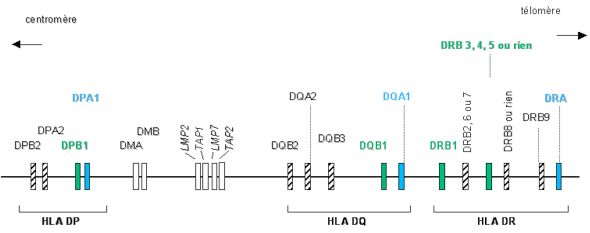 centromère
télomère
DRB 3, 4, 5 ou rien
DPA1
DQA2
DQA1
DRB2, 6 ou 7
DRB8 ou rien
DRA
DPA2
DMB
LMP2
TAP1
LMP7
TAP2
DQB3
DRB9
DPB2
DPB1
DMA
DQB2
DQB1
DRB1
HLA DP
HLA DQ
HLA DR